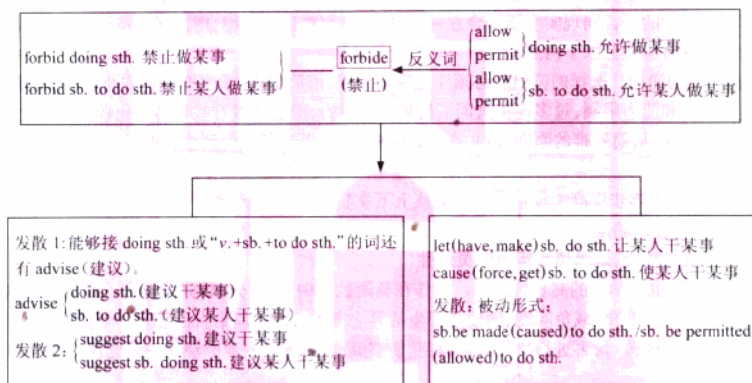 forbid doing sth. 禁止做某事
forbid sb. to do sth. 禁止某人做某事
forbide
(禁止)
反义词
allow
permit
doing sth. 允许做某事
allow
permit
sb. to do sth. 允许某人做某事
发散 1:能够接 doing sth. 或“v.+sb.+to do sth.”的词还
有 advise(建议)。
advise
doing sth.(建议干某事)
sb. to do sth.(建议某人干某事)
发散 2:
suggest doing sth. 建议干某事
suggest sb. doing sth. 建议某人干某事
let(have, make)sb. do sth. 让某人干某事
cause(force,get)sb. to do sth. 使某人干某事
发散: 被动形式:
sb.be made(caused)to do sth./sb. be permitted
(allowed)to do sth.